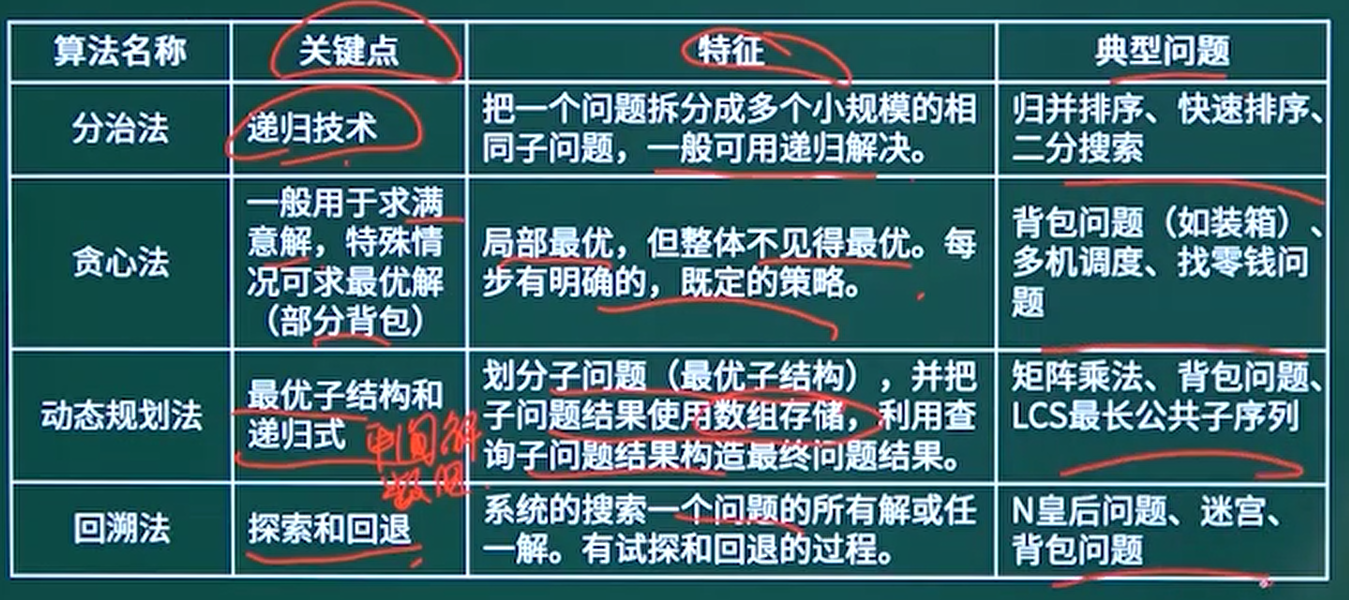 算法名称
关键点
特征
典型问题
分治法
递归技术
把一个问题拆分成多个小规模的相
同子问题，一般可用递归解决。
归并排序、快速排序、
二分搜索
贪心法
一般用于求满
意解，特殊情
况可求最优解
（部分背包）
局部最优，但整体不见得最优。每
步有明确的，既定的策略。
背包问题（如装箱）、
多机调度、找零钱问
题
动态规划法
最优子结构和
递归式
中间解
数组
划分子问题（最优子结构），并把
子问题结果使用数组存储，利用查
询子问题结果构造最终问题结果。
矩阵乘法、背包问题、
LCS最长公共子序列
回溯法
探索和回退
系统的搜索一个问题的所有解或任
一解。有试探和回退的过程。
N皇后问题、迷宫、
背包问题